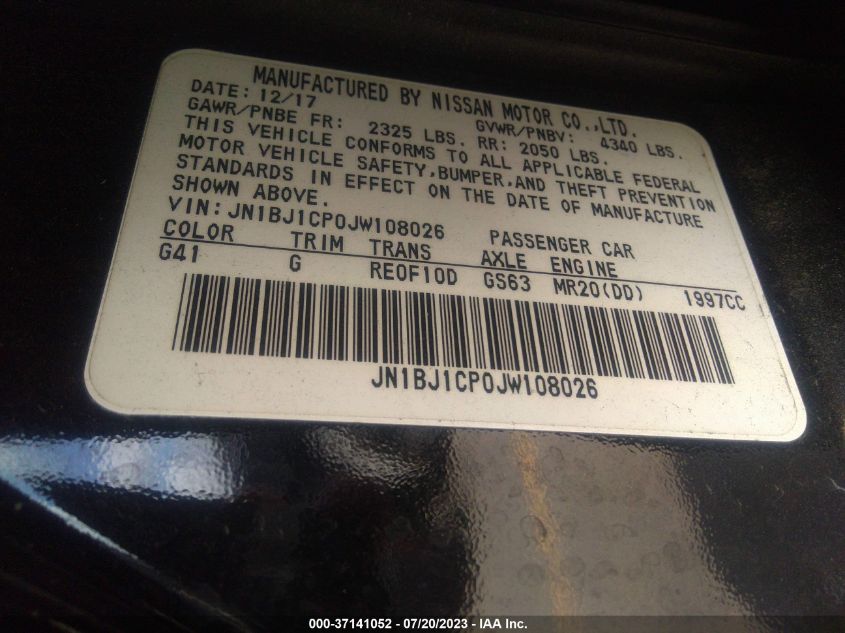 MANUFACTURED BY NISSAN MOTOR CO.,LTD.
DATE: 12/17 GVWR/PNBV: 4340 LBS.
GAWR/PNBE FR: 2325 LBS. RR: 2050 LBS.
THIS VEHICLE CONFORMS TO ALL APPLICABLE FEDERAL
MOTOR VEHICLE SAFETY,BUMPER,AND THEFT PREVENTION
STANDARDS IN EFFECT ON THE DATE OF MANUFACTURE
SHOWN ABOVE.
VIN: JN1BJ1CP0JW108026 PASSENGER CAR
COLOR TRIM TRANS AXLE ENGINE
G41 G RE0F10D GS63 MR20(DD) 1997CC
JN1BJ1CP0JW108026
000-37141052 - 07/20/2023 - © IAA Holdings, LLC